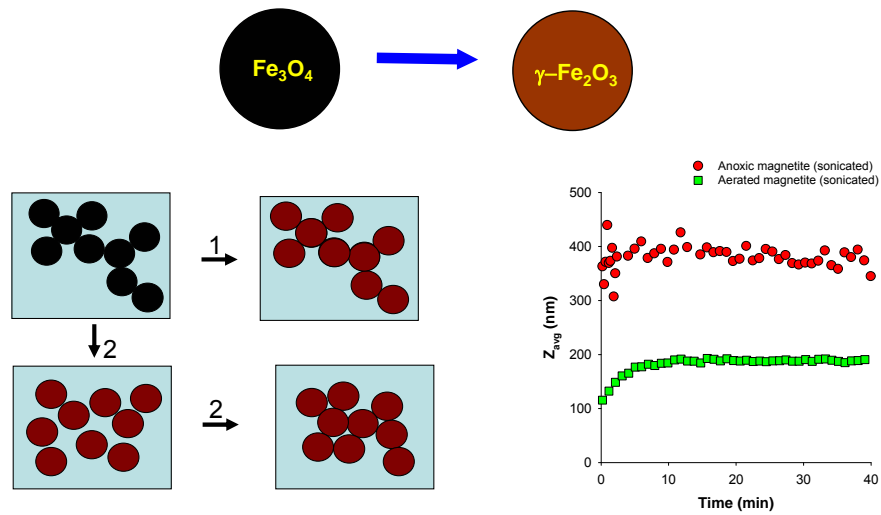 Fe₃O₄
γ–Fe₂O₃
1
2
2
Anoxic magnetite (sonicated)
Aerated magnetite (sonicated)
500
400
300
200
100
0
Z_avg (nm)
0 10 20 30 40
Time (min)